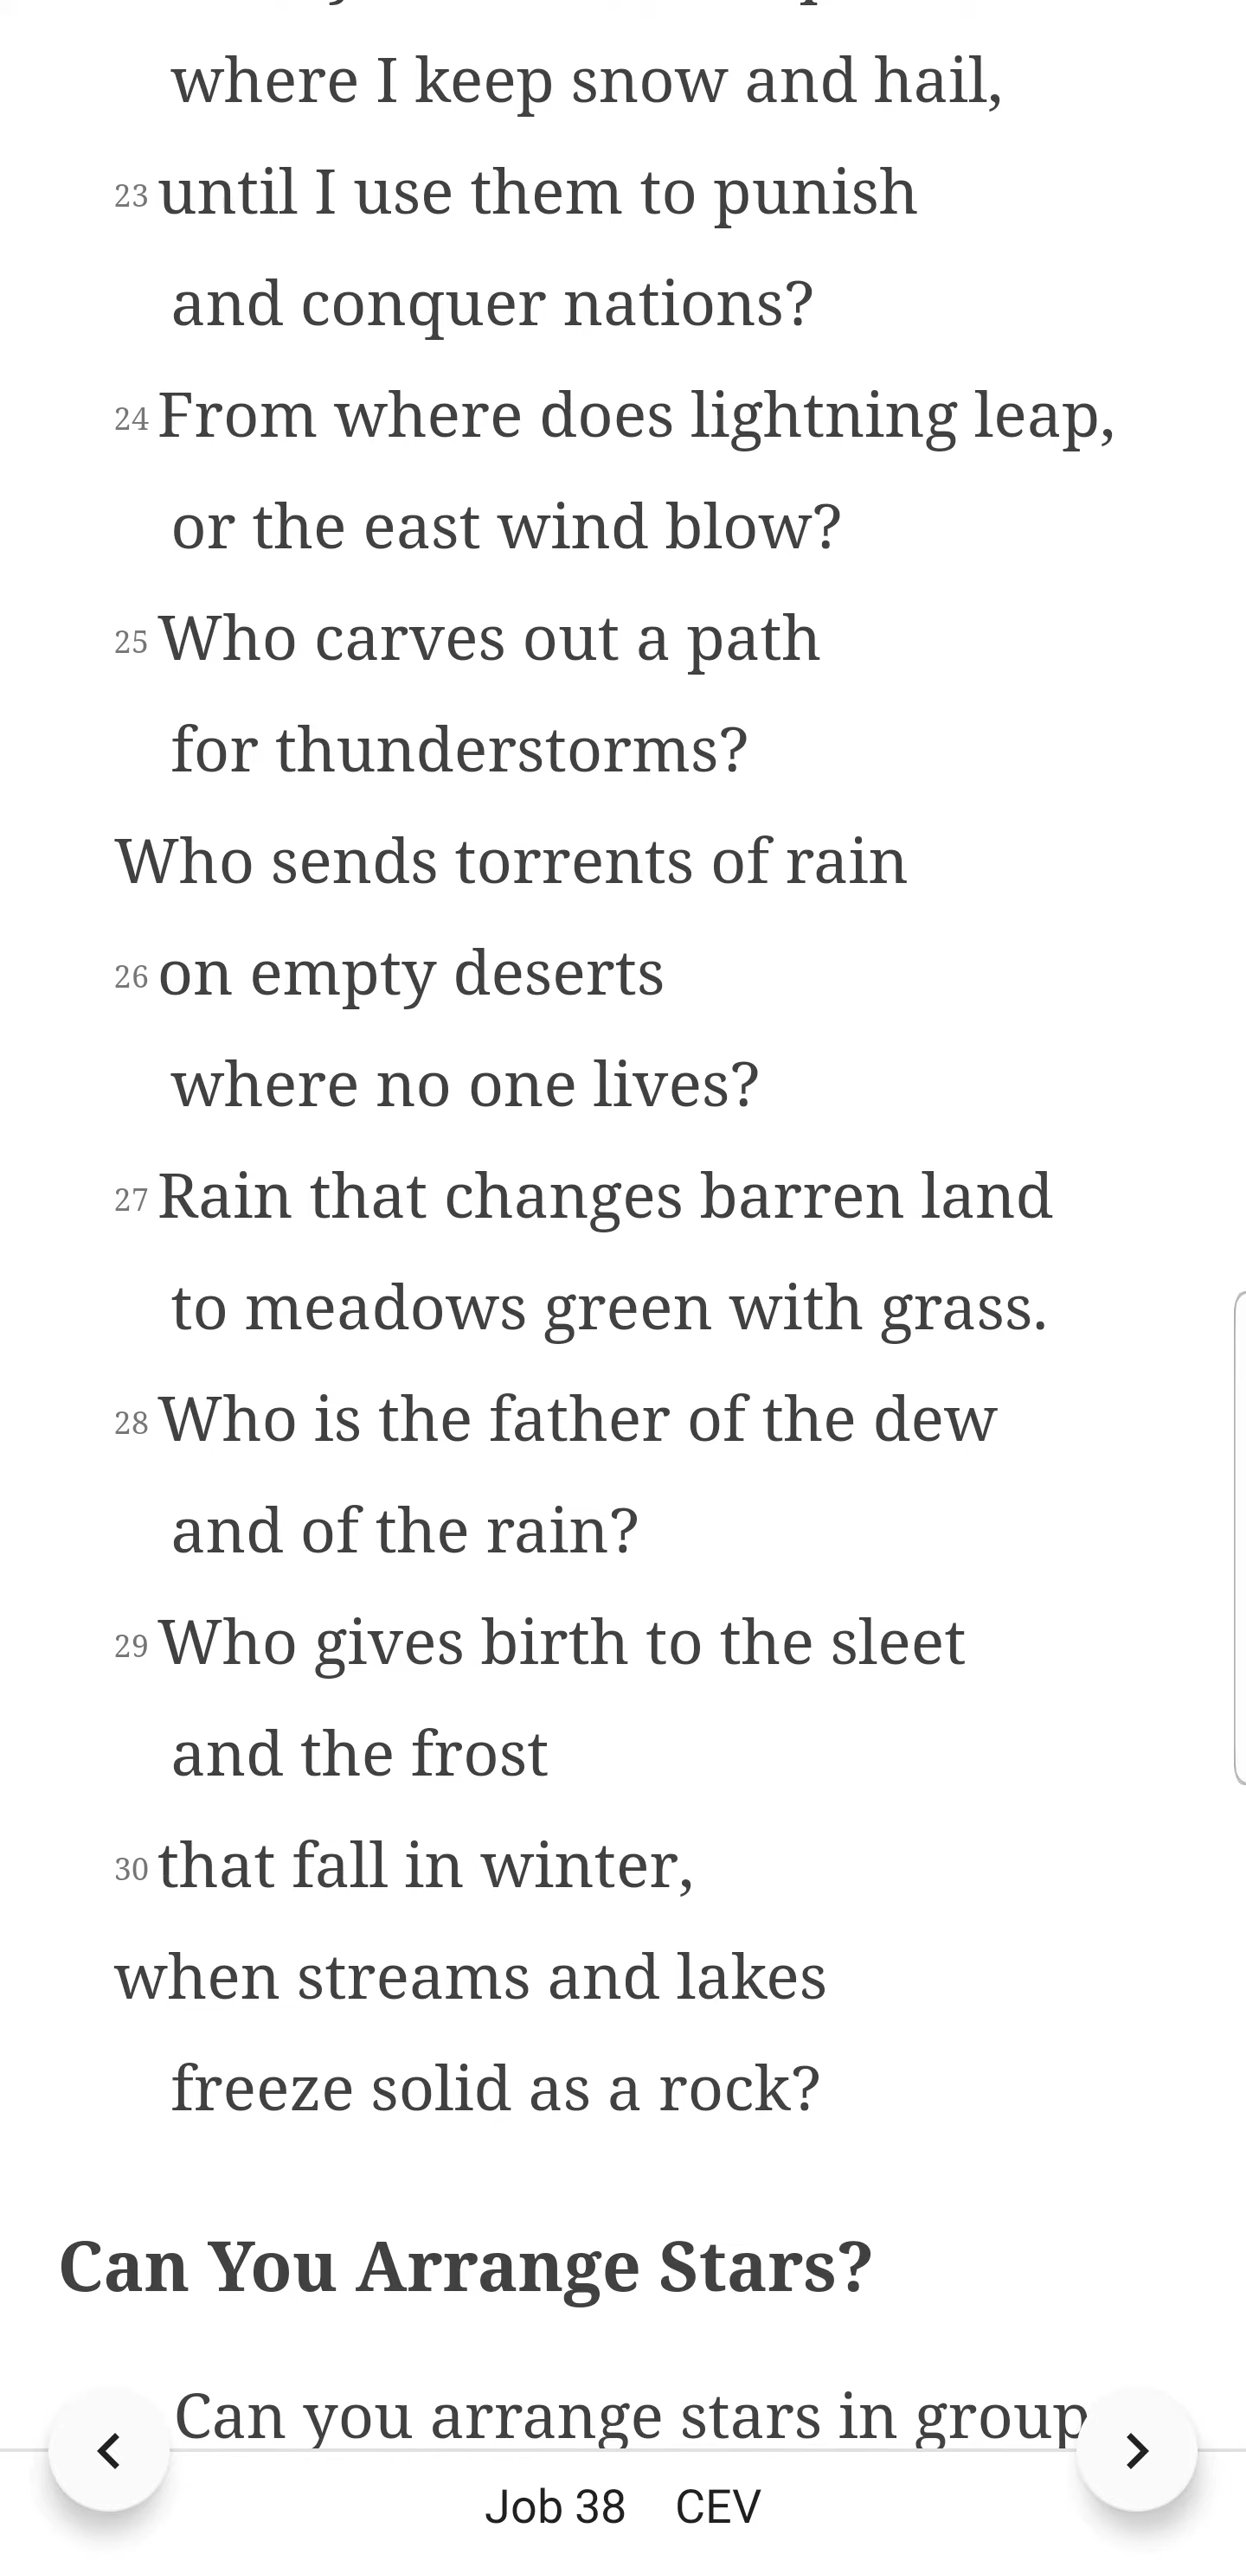 where I keep snow and hail,
23 until I use them to punish
and conquer nations?
24 From where does lightning leap,
or the east wind blow?
25 Who carves out a path
for thunderstorms?
Who sends torrents of rain
26 on empty deserts
where no one lives?
27 Rain that changes barren land
to meadows green with grass.
28 Who is the father of the dew
and of the rain?
29 Who gives birth to the sleet
and the frost
30 that fall in winter,
when streams and lakes
freeze solid as a rock?
Can You Arrange Stars?
Can you arrange stars in group
Job 38 CEV